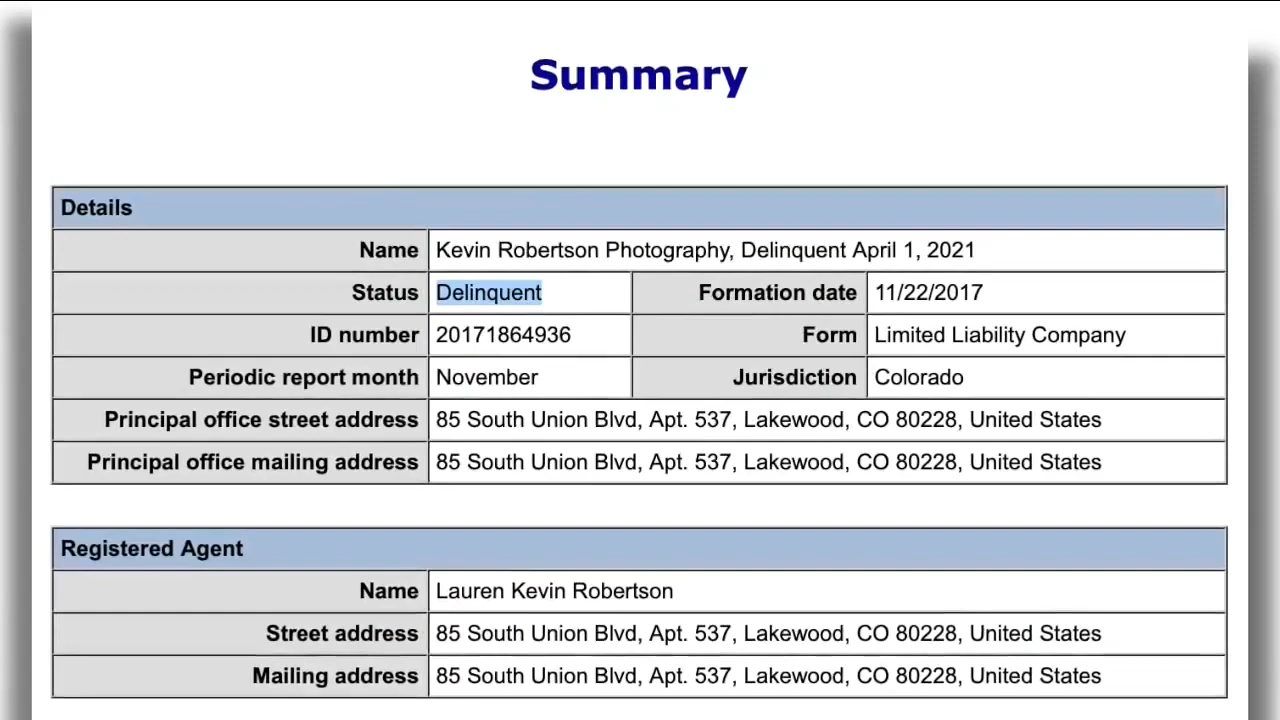 Summary
Details
Name Kevin Robertson Photography, Delinquent April 1, 2021
Status Delinquent Formation date 11/22/2017
ID number 20171864936 Form Limited Liability Company
Periodic report month November Jurisdiction Colorado
Principal office street address 85 South Union Blvd, Apt. 537, Lakewood, CO 80228, United States
Principal office mailing address 85 South Union Blvd, Apt. 537, Lakewood, CO 80228, United States
Registered Agent
Name Lauren Kevin Robertson
Street address 85 South Union Blvd, Apt. 537, Lakewood, CO 80228, United States
Mailing address 85 South Union Blvd, Apt. 537, Lakewood, CO 80228, United States